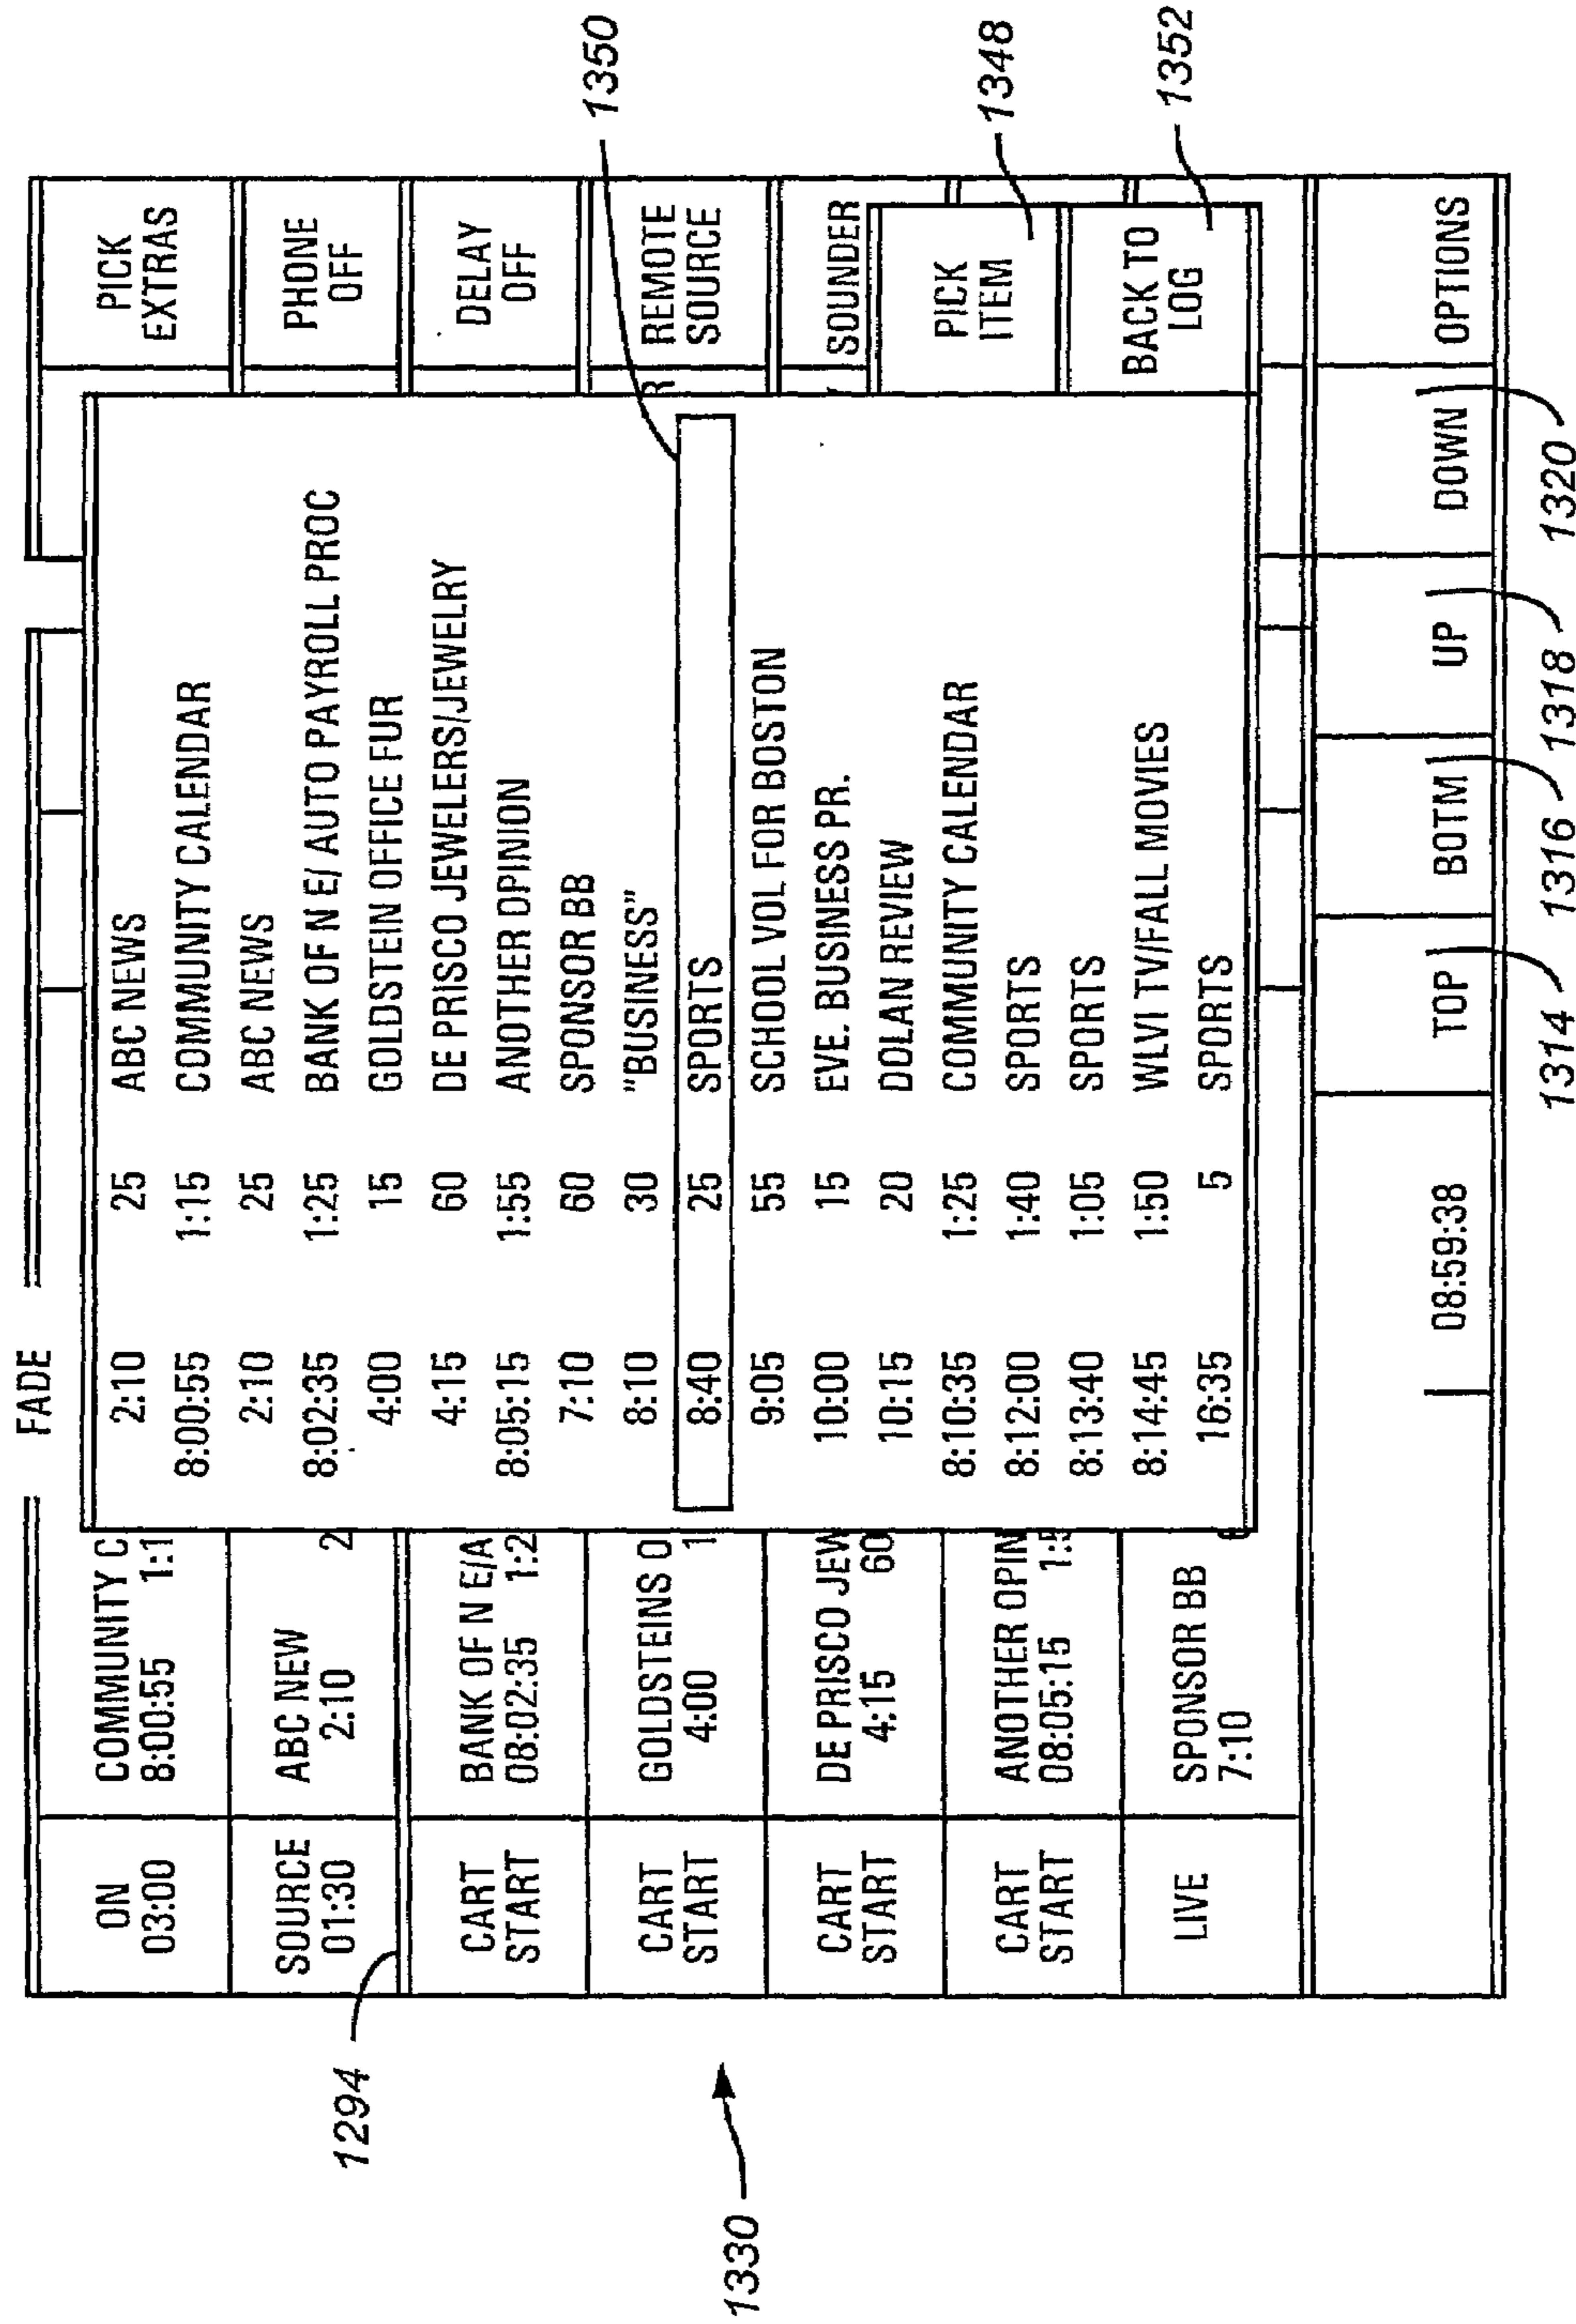 FADE
ON
03:00
COMMUNITY C
8:00:55 1:1
SOURCE
01:30
ABC NEW
2:10 2
CART
START
BANK OF N E/A
08:02:35 1:2
CART
START
GOLDSTEINS O
4:00 1
CART
START
DE PRISCO JEW
4:15 60
CART
START
ANOTHER OPIN
08:05:15 1:5
LIVE
SPONSOR BB
7:10
2:10 25 ABC NEWS
8:00:55 1:15 COMMUNITY CALENDAR
2:10 25 ABC NEWS
8:02:35 1:25 BANK OF N E/ AUTO PAYROLL PROC
4:00 15 GOLDSTEIN OFFICE FUR
4:15 60 DE PRISCO JEWELERS/JEWELRY
8:05:15 1:55 ANOTHER OPINION
7:10 60 SPONSOR BB
8:10 30 "BUSINESS"
8:40 25 SPORTS
9:05 55 SCHOOL VOL FOR BOSTON
10:00 15 EVE. BUSINESS PR.
10:15 20 DOLAN REVIEW
8:10:35 1:25 COMMUNITY CALENDAR
8:12:00 1:40 SPORTS
8:13:40 1:05 SPORTS
8:14:45 1:50 WLVI TV/FALL MOVIES
16:35 5 SPORTS
PICK
EXTRAS
PHONE
OFF
DELAY
OFF
R REMOTE
SOURCE
SOUNDER
PICK
ITEM
BACK TO
LOG
08:59:38 TOP BOTM UP DOWN OPTIONS
1294
1330
1350
1348
1352
1314 1316 1318 1320